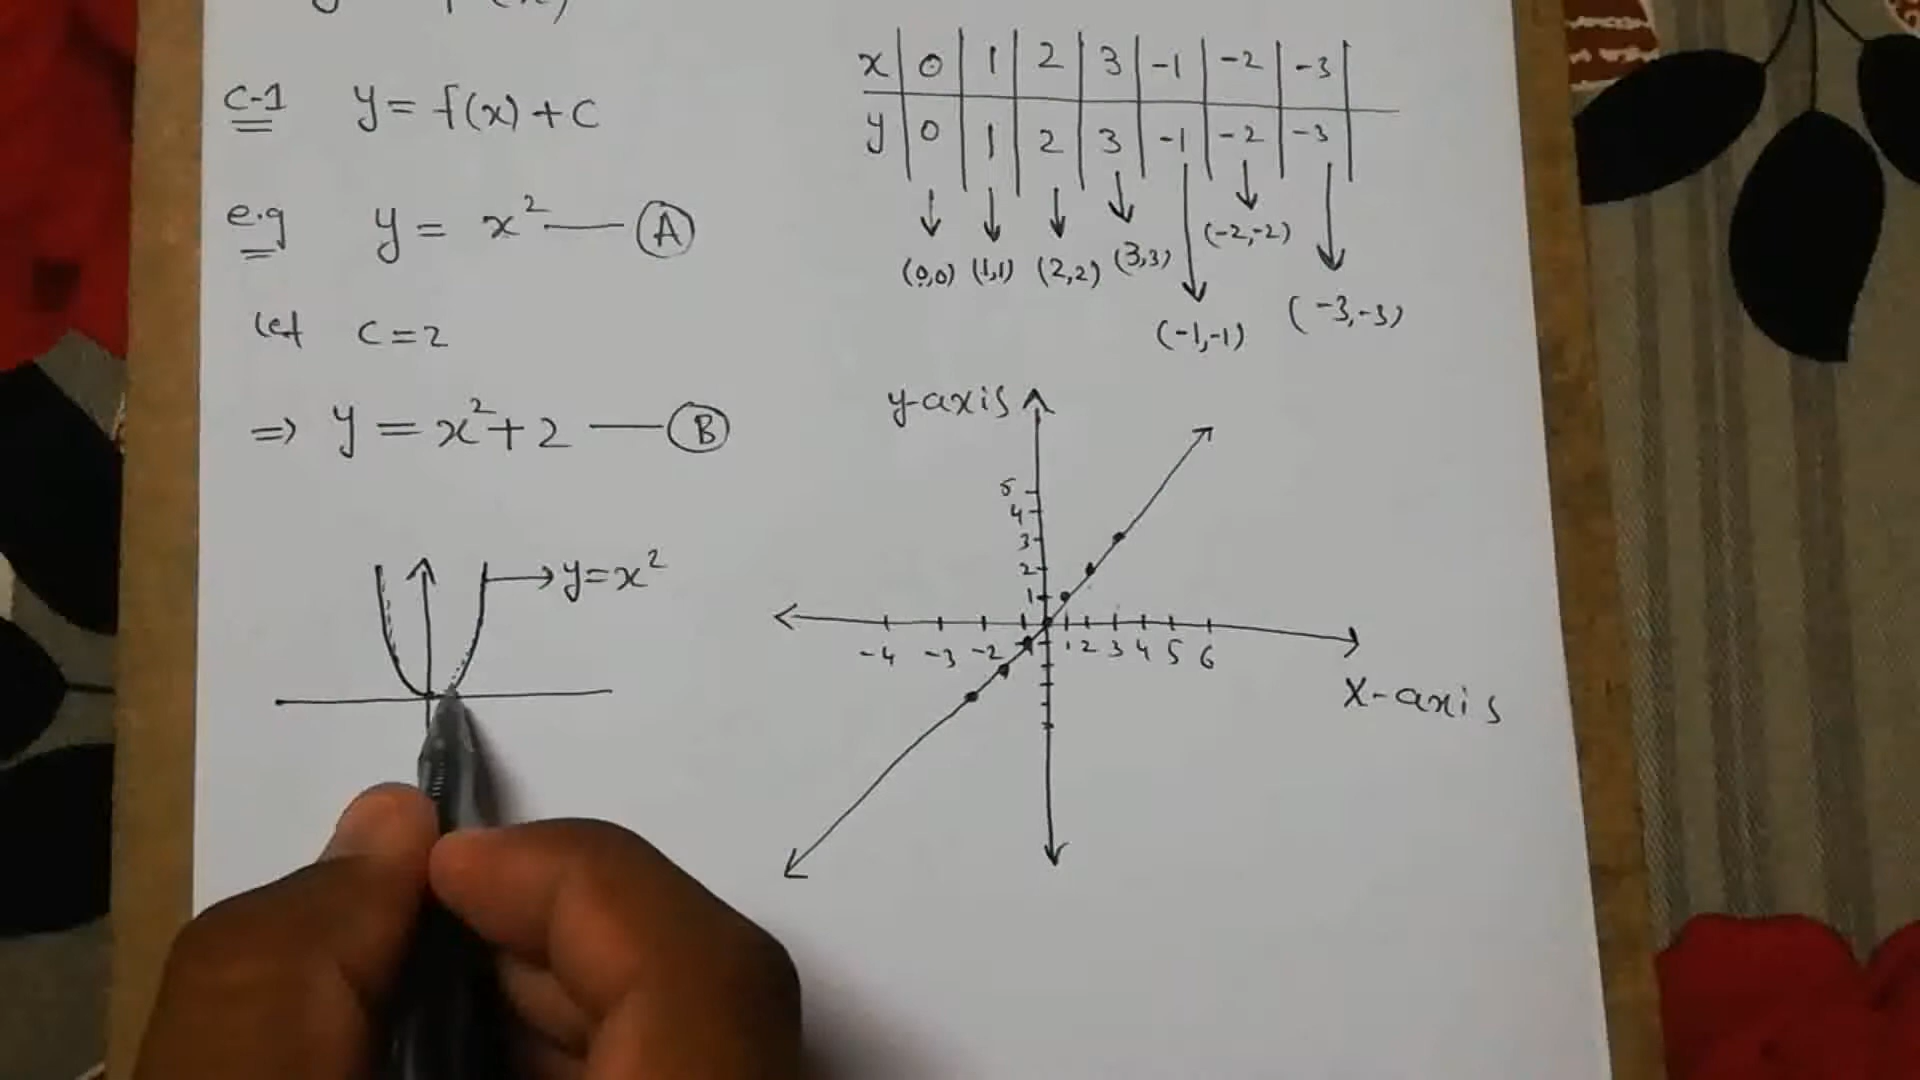 y = f(x)
C-1 y = f(x) + C
e.g y = x² — (A)
let C = 2
⇒ y = x² + 2 — (B)
→ y = x²
x | 0 | 1 | 2 | 3 | -1 | -2 | -3 |
y | 0 | 1 | 2 | 3 | -1 | -2 | -3 |
(0,0) (1,1) (2,2) (3,3) (-1,-1) (-2,-2) (-3,-3)
y-axis
5
4
3
2
1
-4 -3 -2 1 2 3 4 5 6
X-axis